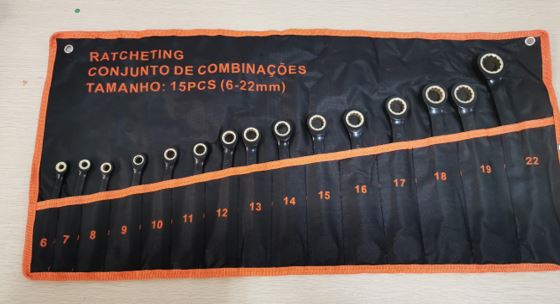 RATCHETING
CONJUNTO DE COMBINAÇÕES
TAMANHO: 15PCS (6-22mm)
6 7 8 9 10 11 12 13 14 15 16 17 18 19 22